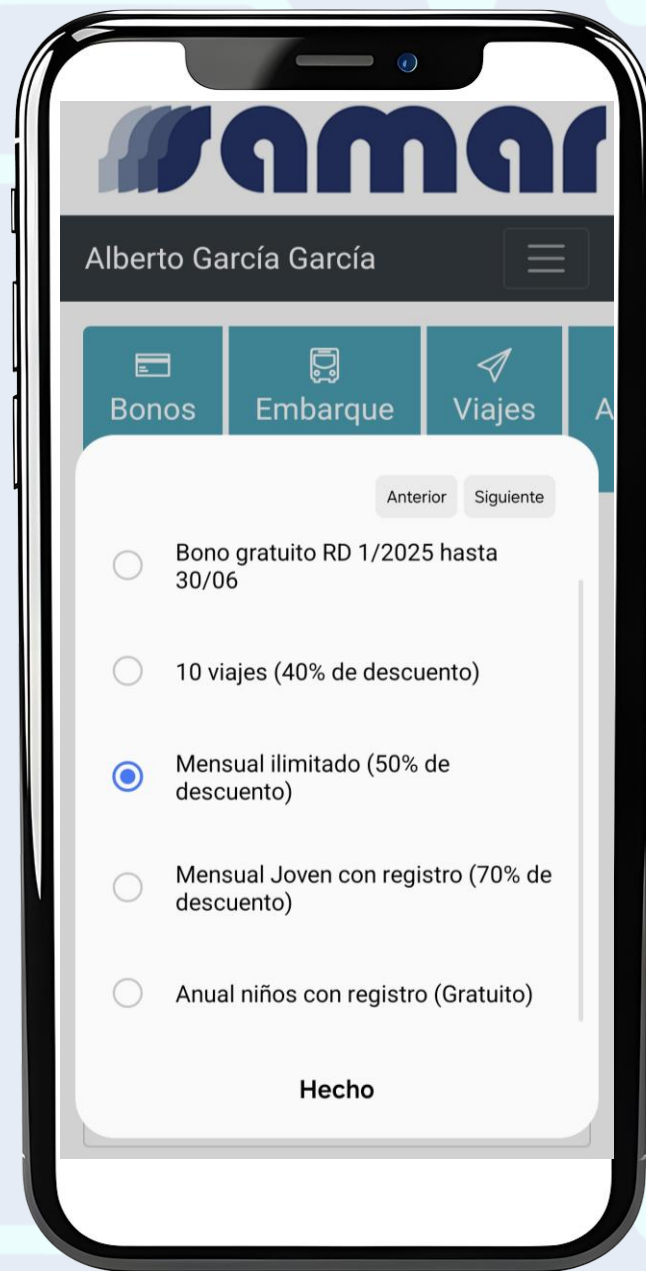 samar
Alberto García García
Bonos
Embarque
Viajes
A
Anterior
Siguiente
Bono gratuito RD 1/2025 hasta
30/06
10 viajes (40% de descuento)
Mensual ilimitado (50% de
descuento)
Mensual Joven con registro (70% de
descuento)
Anual niños con registro (Gratuito)
Hecho